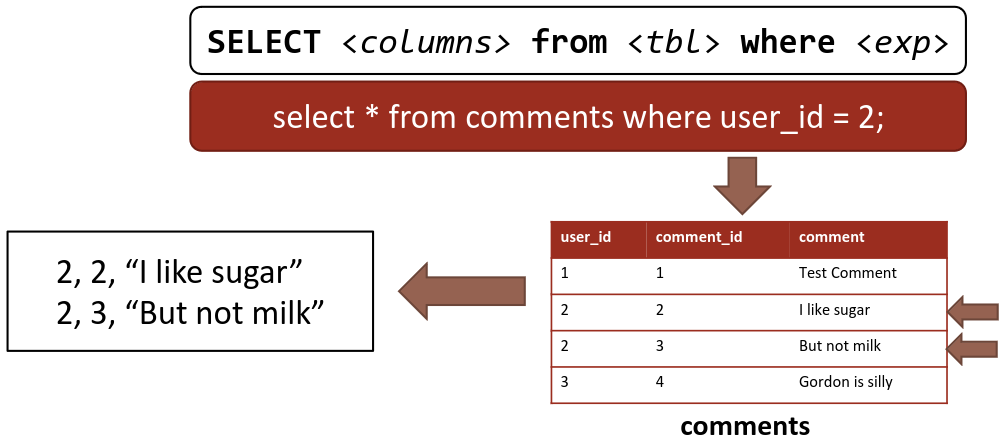 SELECT <columns> from <tbl> where <exp>
select * from comments where user_id = 2;
2, 2, “I like sugar”
2, 3, “But not milk”
user_id comment_id comment
1 1 Test Comment
2 2 I like sugar
2 3 But not milk
3 4 Gordon is silly
comments